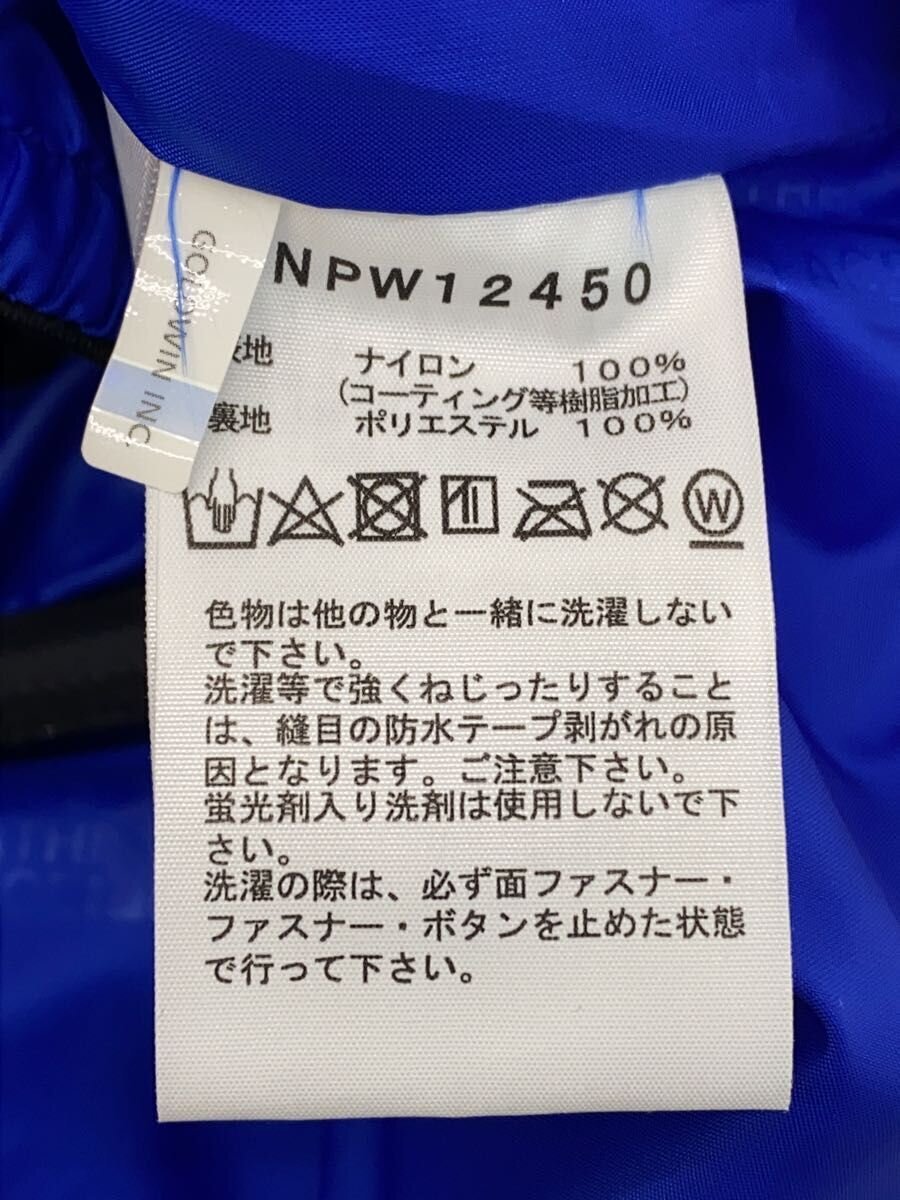 NPW12450
表地 ナイロン 100%
(コーティング等樹脂加工)
裏地 ポリエステル 100%
W
色物は他の物と一緒に洗濯しない
で下さい。
洗濯等で強くねじったりすること
は、縫目の防水テープ剥がれの原
因となります。ご注意下さい。
蛍光剤入り洗剤は使用しないで下
さい。
洗濯の際は、必ず面ファスナー・
ファスナー・ボタンを止めた状態
で行って下さい。
GOLDWIN INC